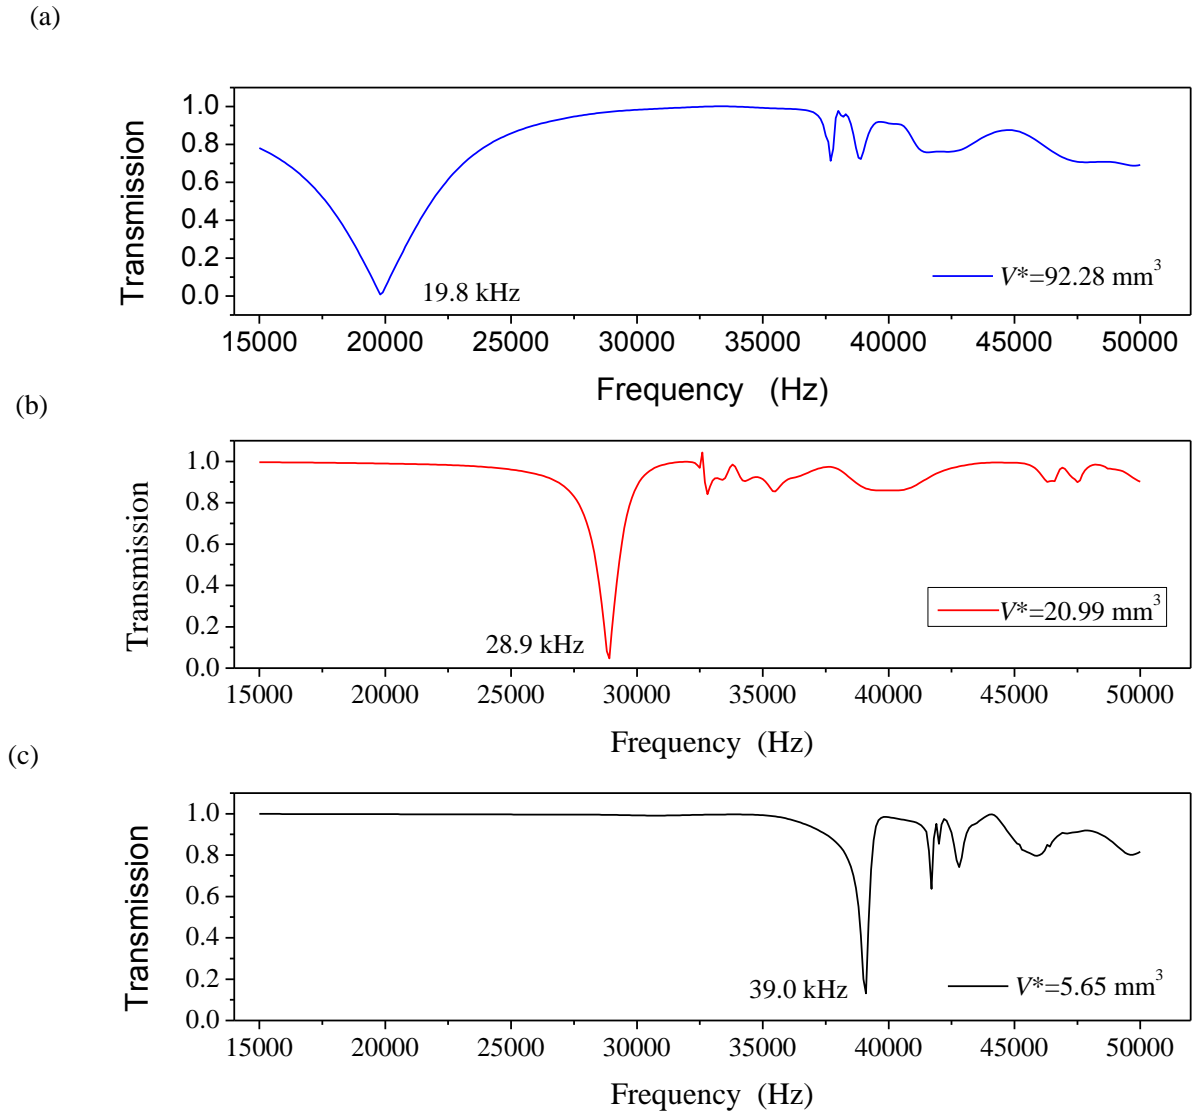 (a)
Transmission
1.0
0.8
0.6
0.4
0.2
0.0
19.8 kHz
V*=92.28 mm³
15000 20000 25000 30000 35000 40000 45000 50000
Frequency (Hz)
(b)
Transmission
1.0
0.8
0.6
0.4
0.2
0.0
28.9 kHz
V*=20.99 mm³
15000 20000 25000 30000 35000 40000 45000 50000
Frequency (Hz)
(c)
Transmission
1.0
0.8
0.6
0.4
0.2
0.0
39.0 kHz
V*=5.65 mm³
15000 20000 25000 30000 35000 40000 45000 50000
Frequency (Hz)